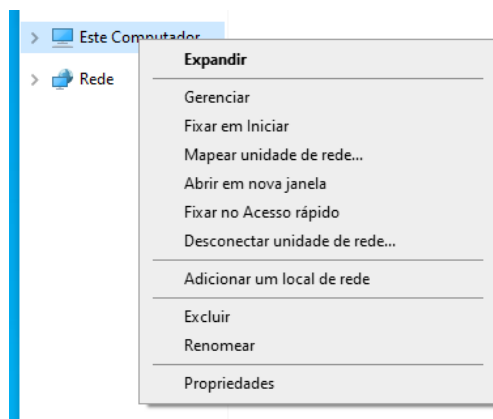 Este Computador
Expandir
Rede
Gerenciar
Fixar em Iniciar
Mapear unidade de rede...
Abrir em nova janela
Fixar no Acesso rápido
Desconectar unidade de rede...
Adicionar um local de rede
Excluir
Renomear
Propriedades